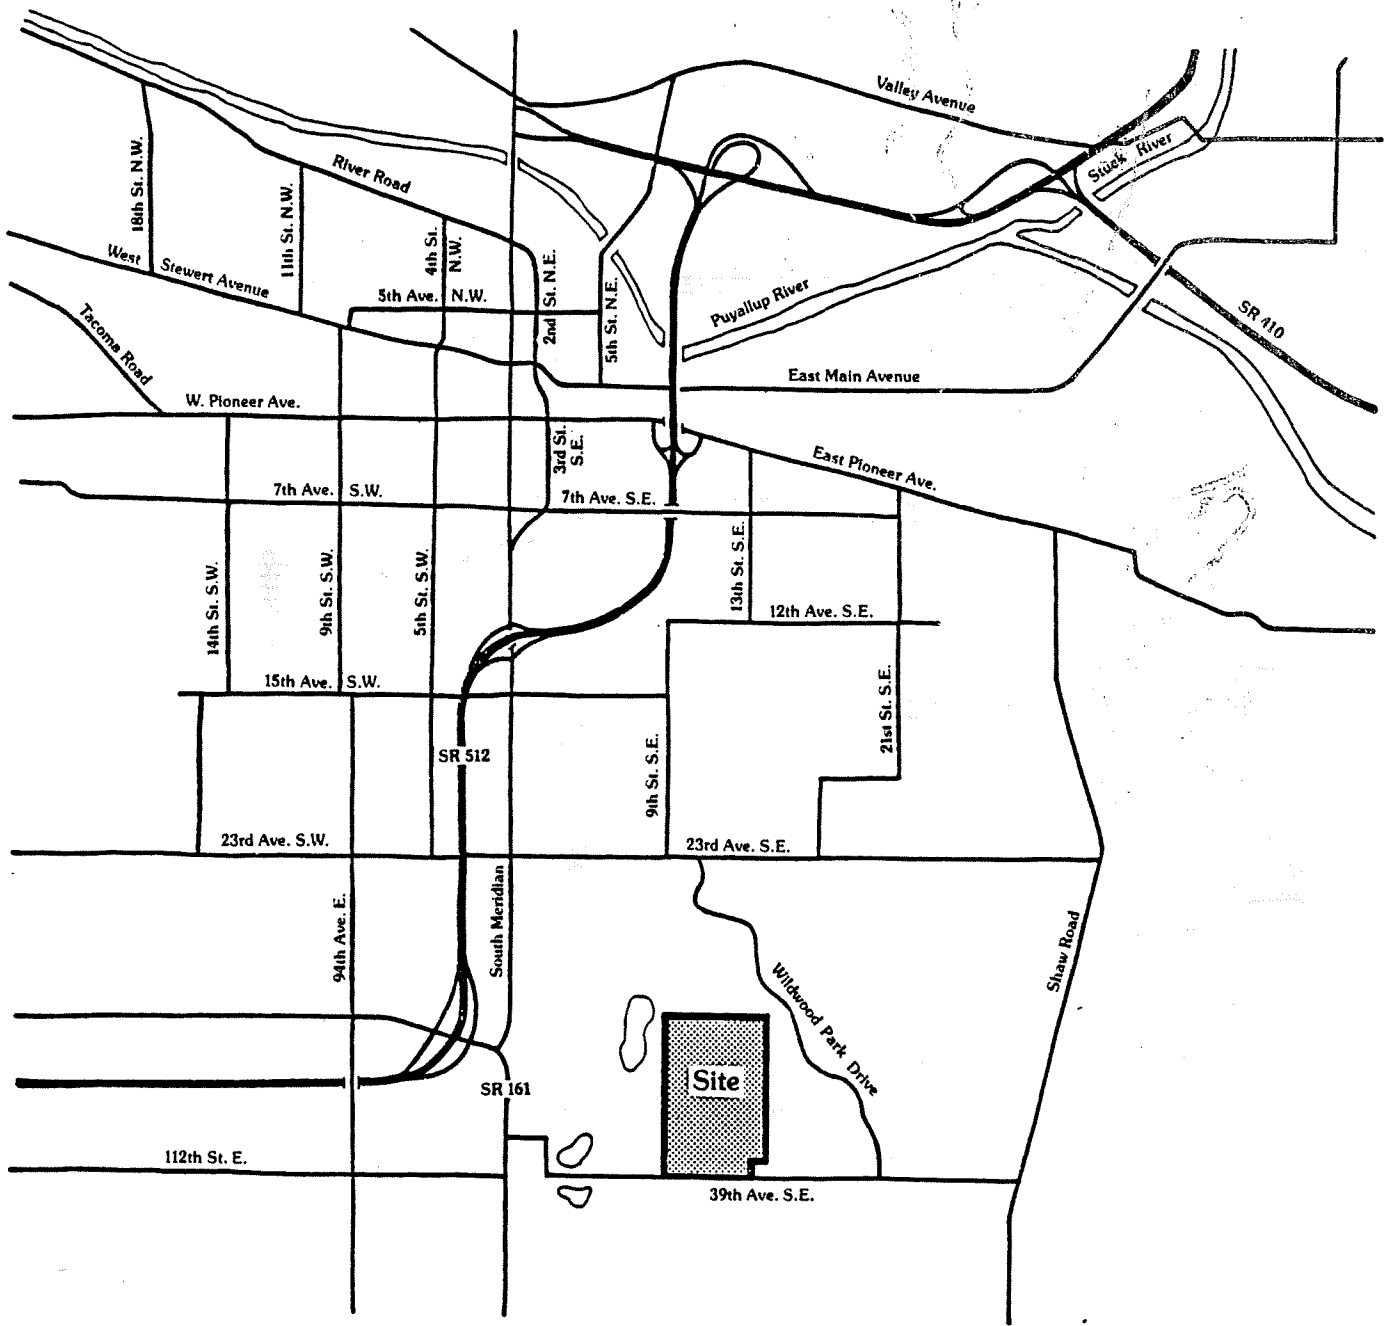 Valley Avenue
Stuck River
18th St. N.W.
River Road
11th St. N.W.
4th St.
N.W.
West Stewert Avenue
5th Ave. N.W.
2nd St. N.E.
5th St. N.E.
Puyallup River
SR 410
Tacoma Road
East Main Avenue
W. Pioneer Ave.
3rd St.
S.E.
East Pioneer Ave.
7th Ave. S.W.
7th Ave. S.E.
14th St. S.W.
9th St. S.W.
5th St. S.W.
13th St. S.E.
12th Ave. S.E.
15th Ave. S.W.
21st St. S.E.
SR 512
9th St. S.E.
23rd Ave. S.W.
23rd Ave. S.E.
94th Ave. E.
South Meridian
Shaw Road
Wildwood Park Drive
Site
SR 161
112th St. E.
39th Ave. S.E.